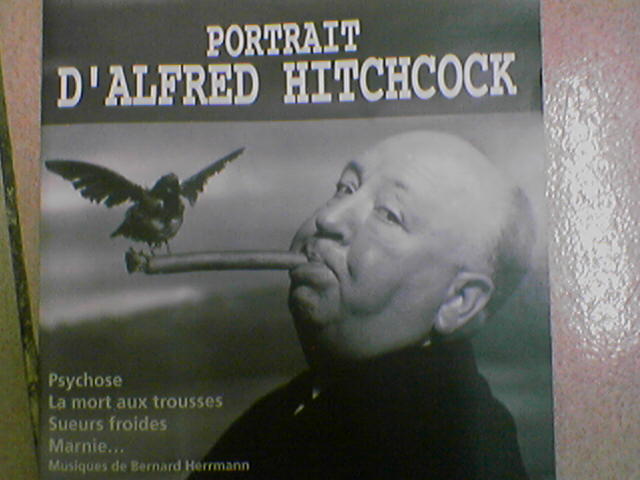 PORTRAIT
D'ALFRED HITCHCOCK
Psychose
La mort aux trousses
Sueurs froides
Marnie...
Musiques de Bernard Herrmann